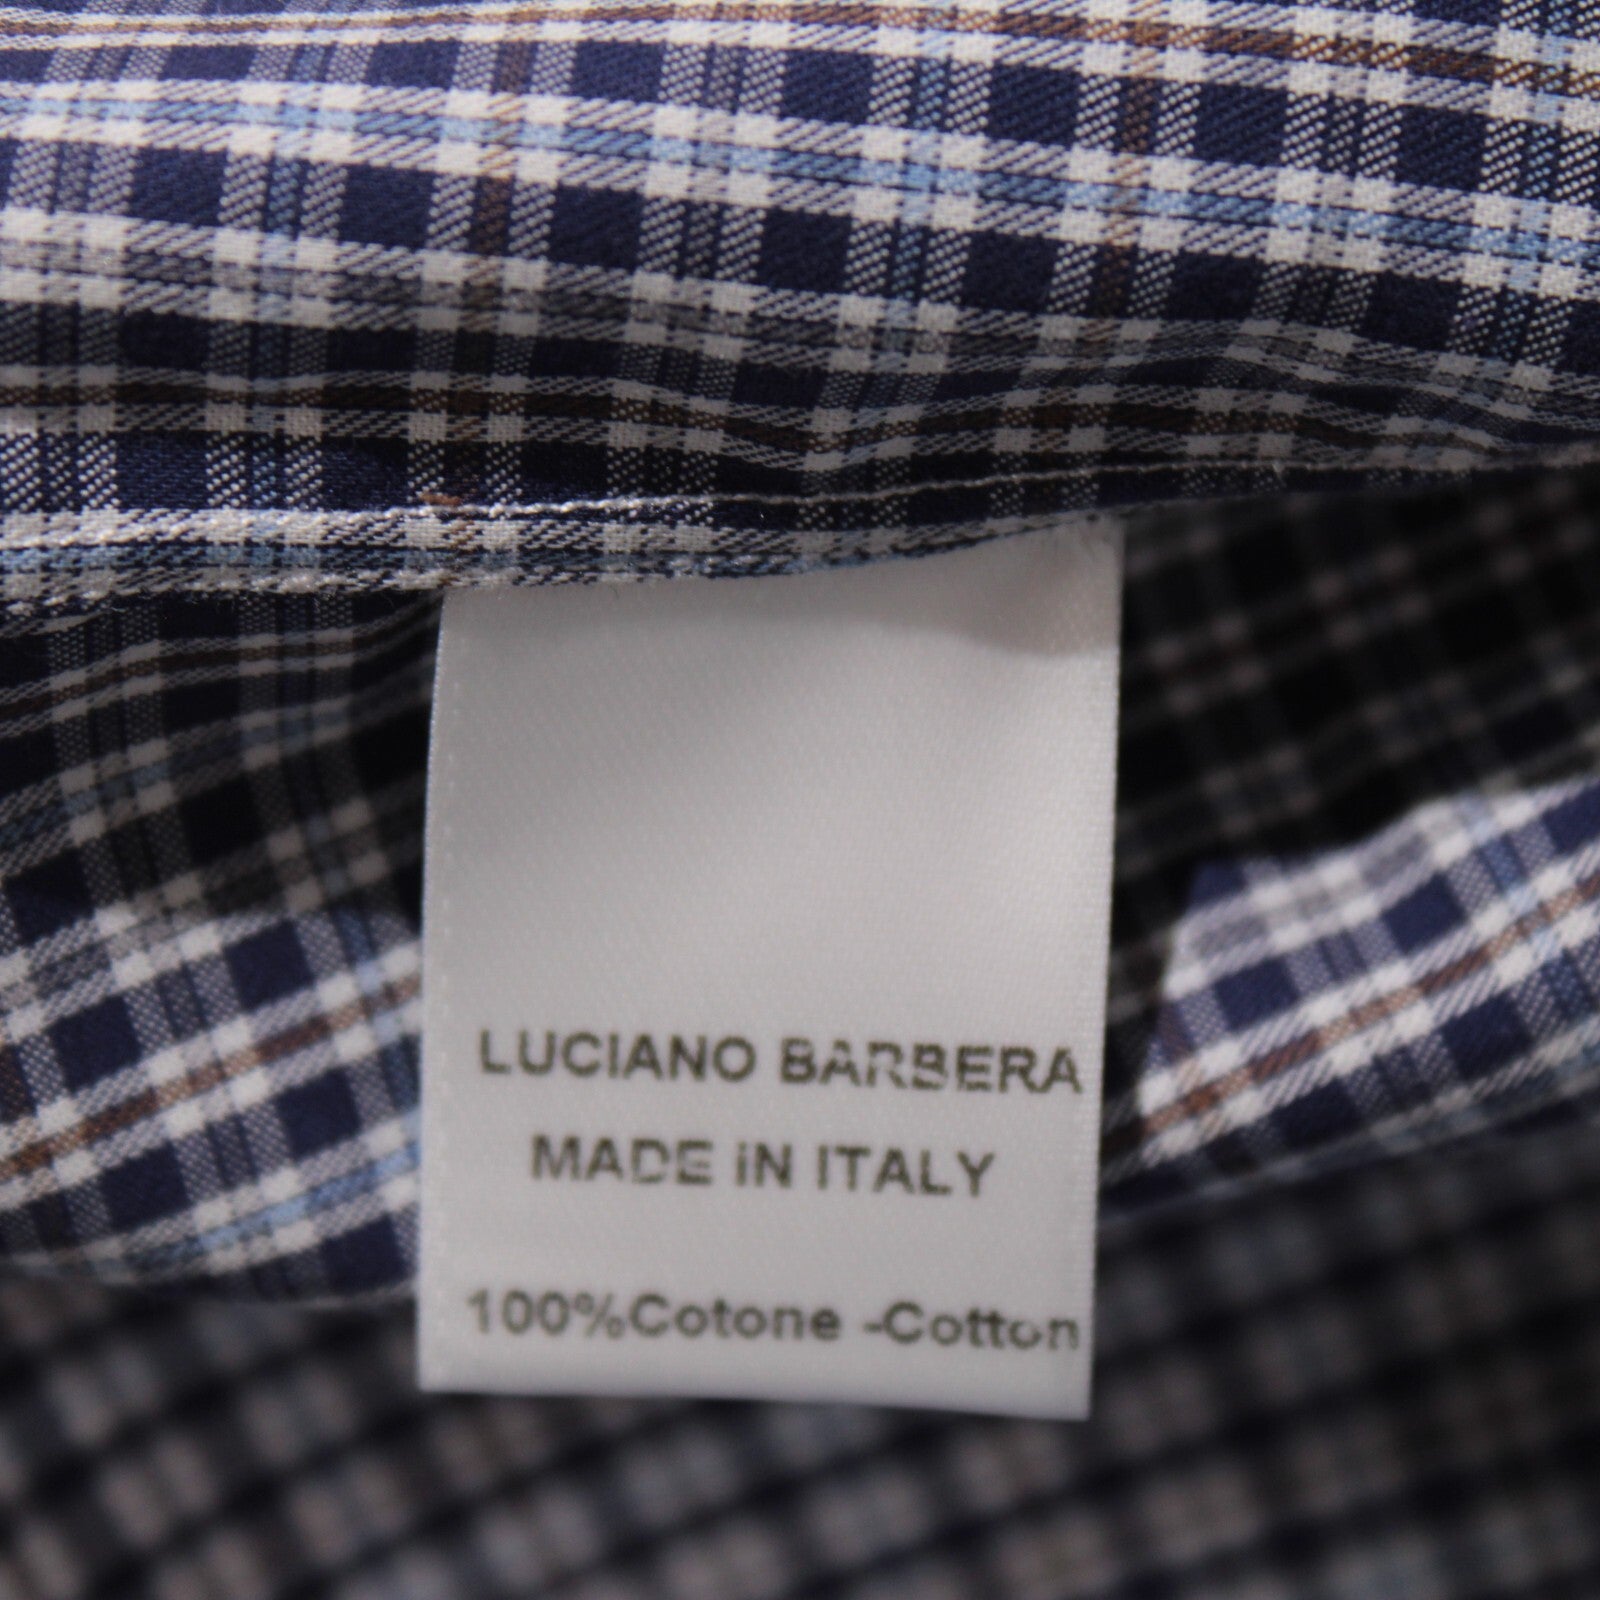 LUCIANO BARBERA
MADE iN ITALY
100%Cotone -Cotton